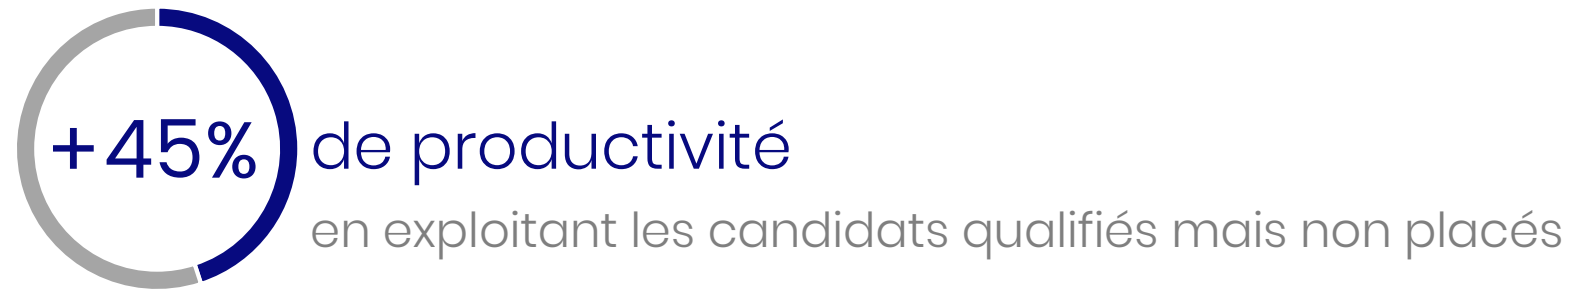 +45% de productivité
en exploitant les candidats qualifiés mais non placés